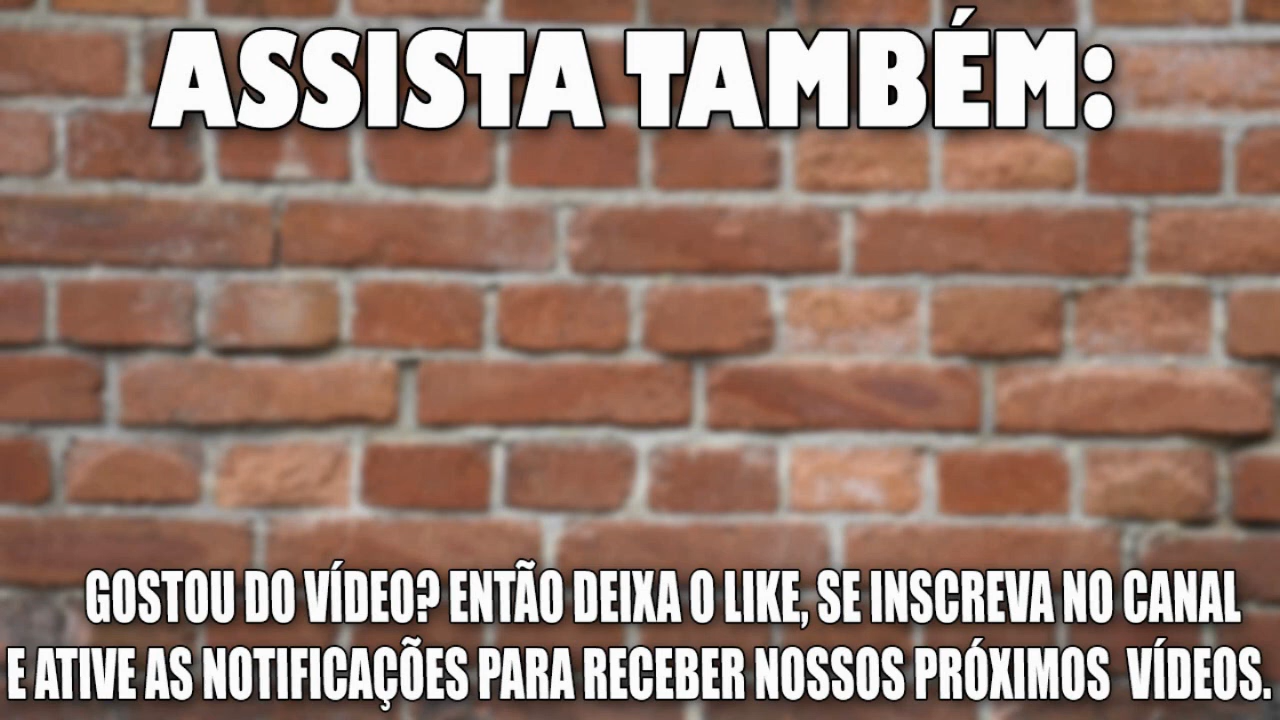 ASSISTA TAMBÉM:
GOSTOU DO VÍDEO? ENTÃO DEIXA O LIKE, SE INSCREVA NO CANAL
E ATIVE AS NOTIFICAÇÕES PARA RECEBER NOSSOS PRÓXIMOS VÍDEOS.